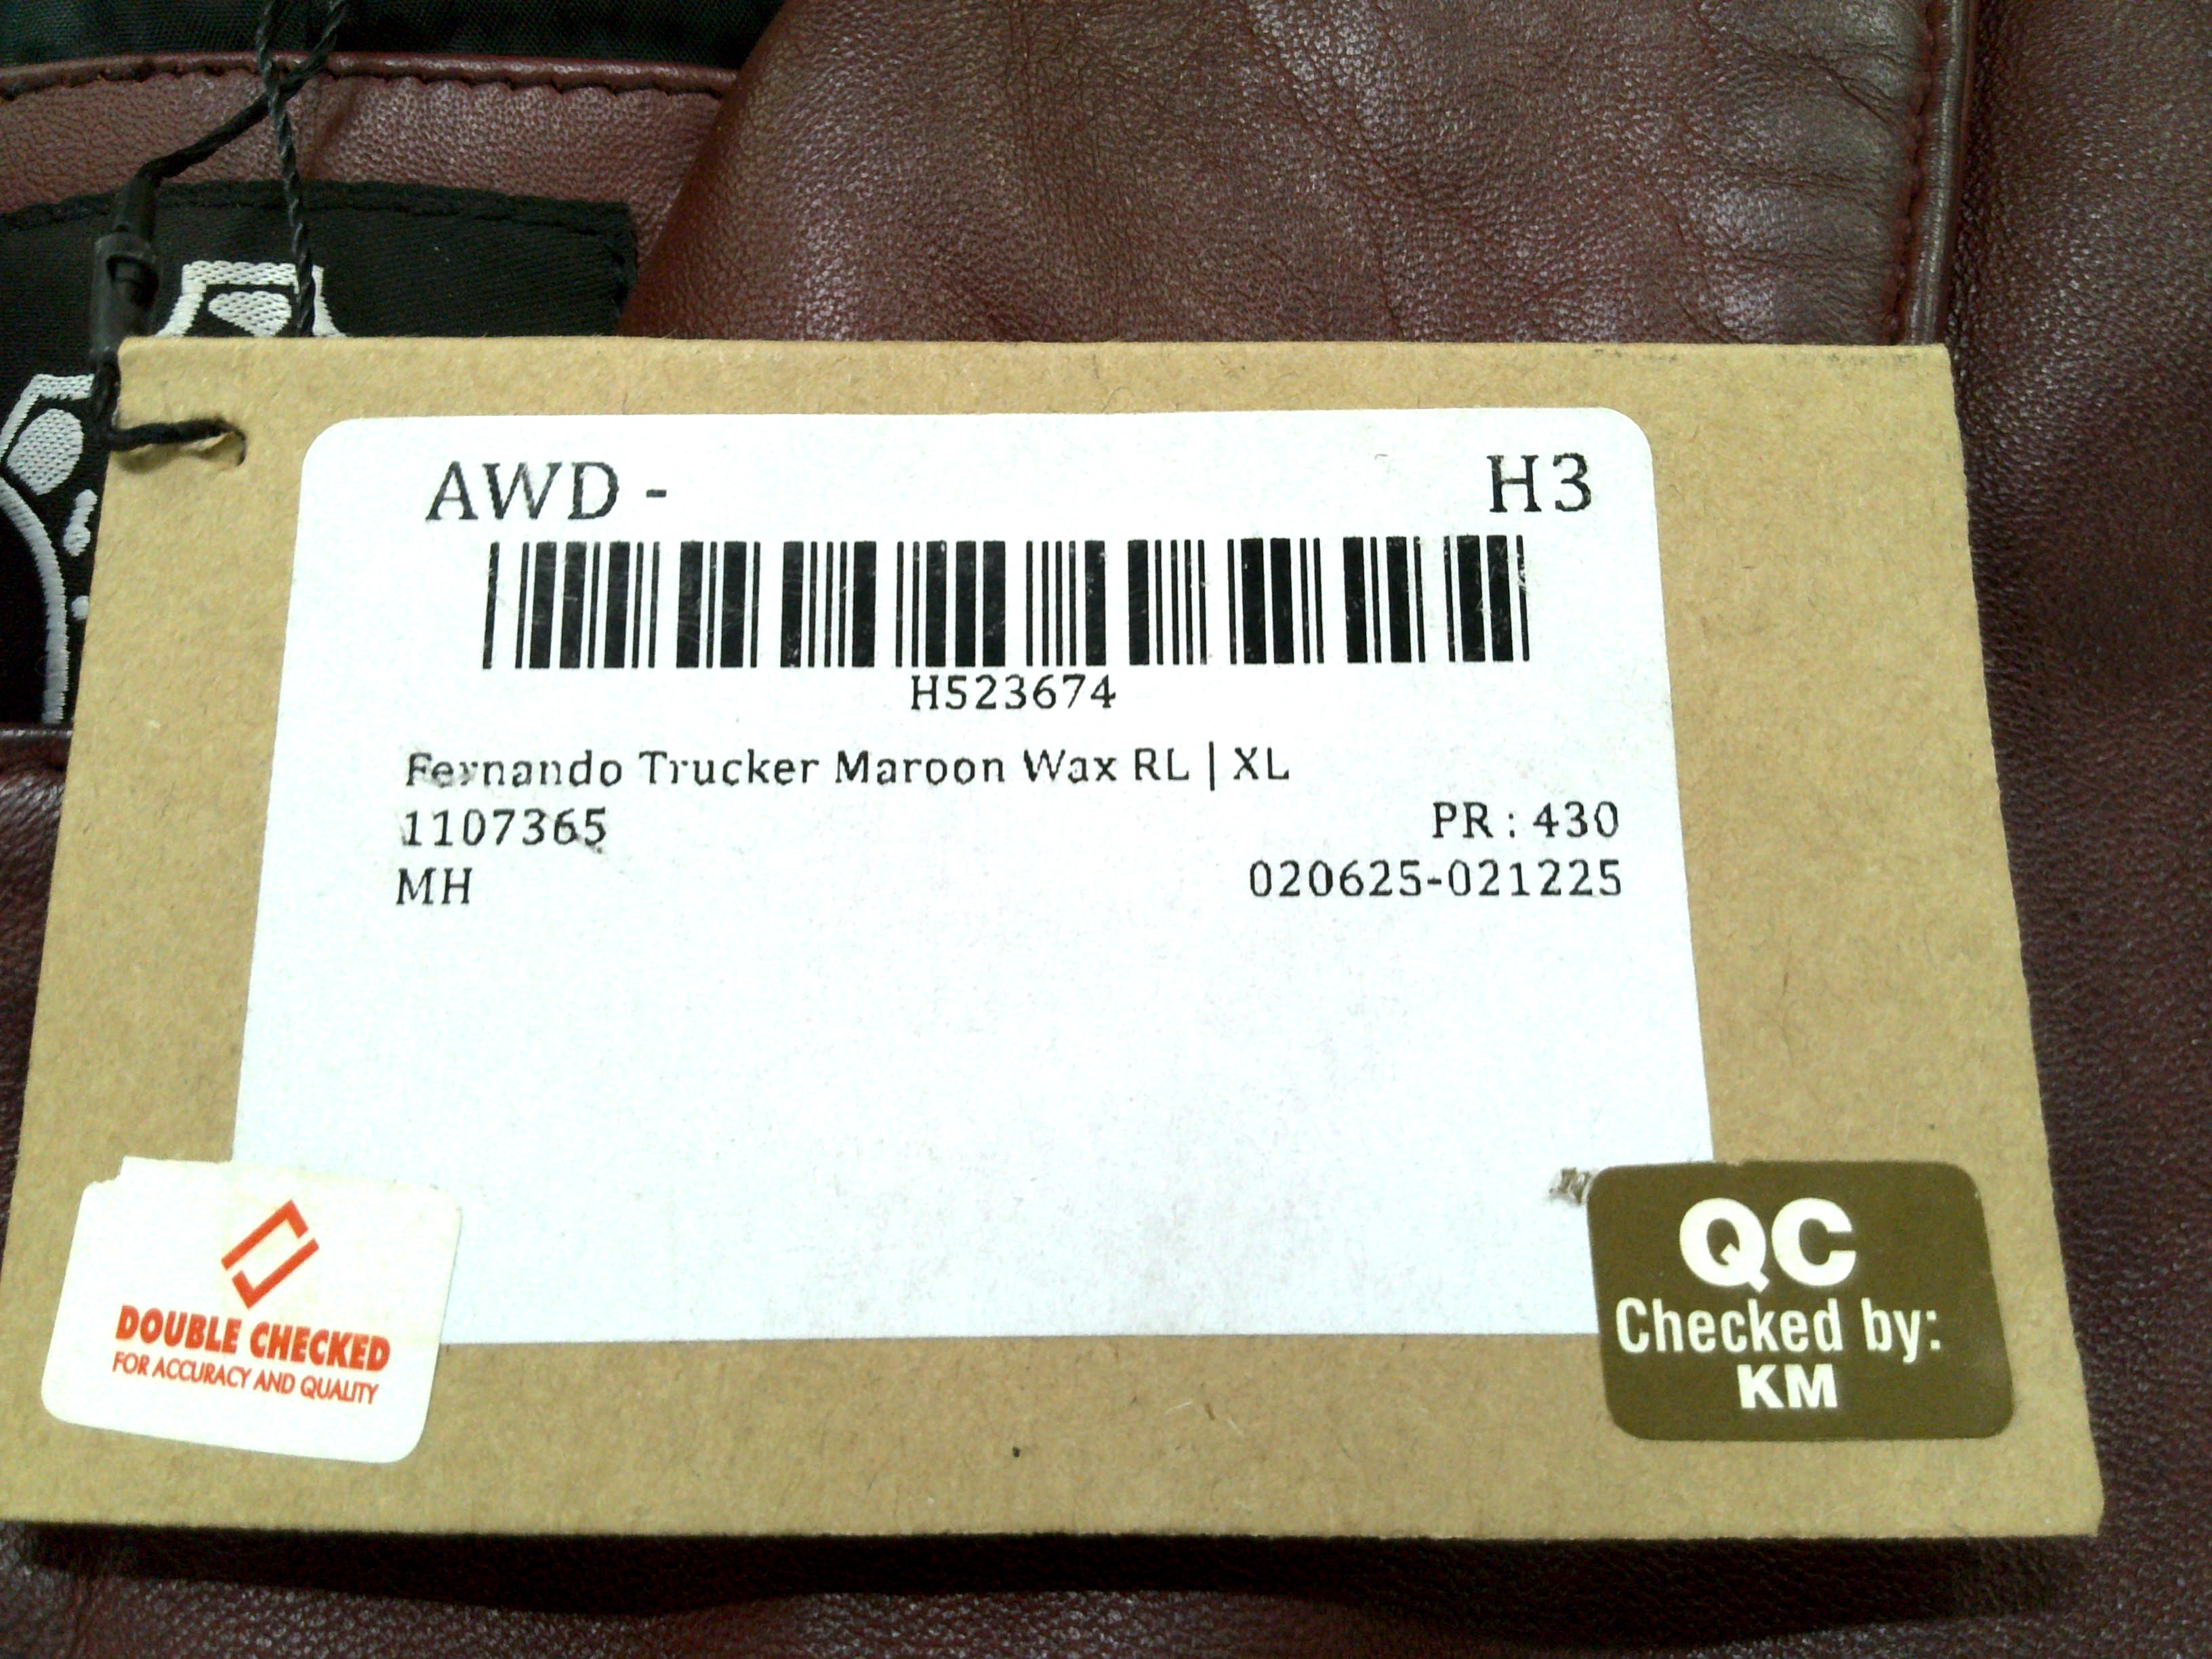 AWD - H3
H523674
Fernando Trucker Maroon Wax RL | XL
1107365 PR : 430
MH 020625-021225
DOUBLE CHECKED
FOR ACCURACY AND QUALITY
QC
Checked by:
KM